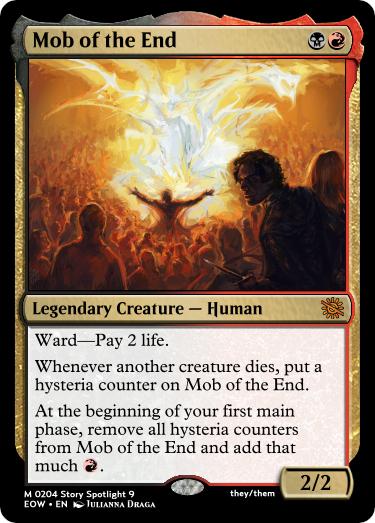 Mob of the End
Legendary Creature — Human
Ward—Pay 2 life.
Whenever another creature dies, put a
hysteria counter on Mob of the End.
At the beginning of your first main
phase, remove all hysteria counters
from Mob of the End and add that
much.
2/2
M 0204 Story Spotlight 9
they/them
EOW • EN Julianna Draga